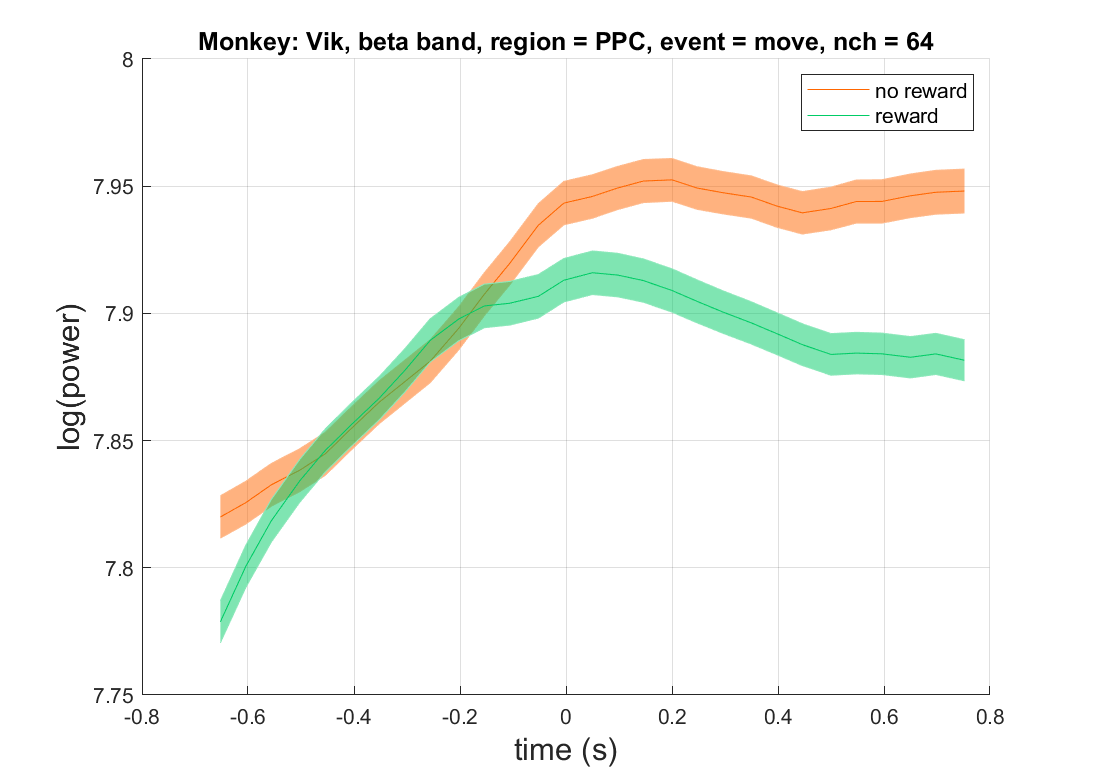 Monkey: Vik, beta band, region = PPC, event = move, nch = 64
8
7.95
7.9
7.85
7.8
7.75
no reward
reward
log(power)
-0.8 -0.6 -0.4 -0.2 0 0.2 0.4 0.6 0.8
time (s)